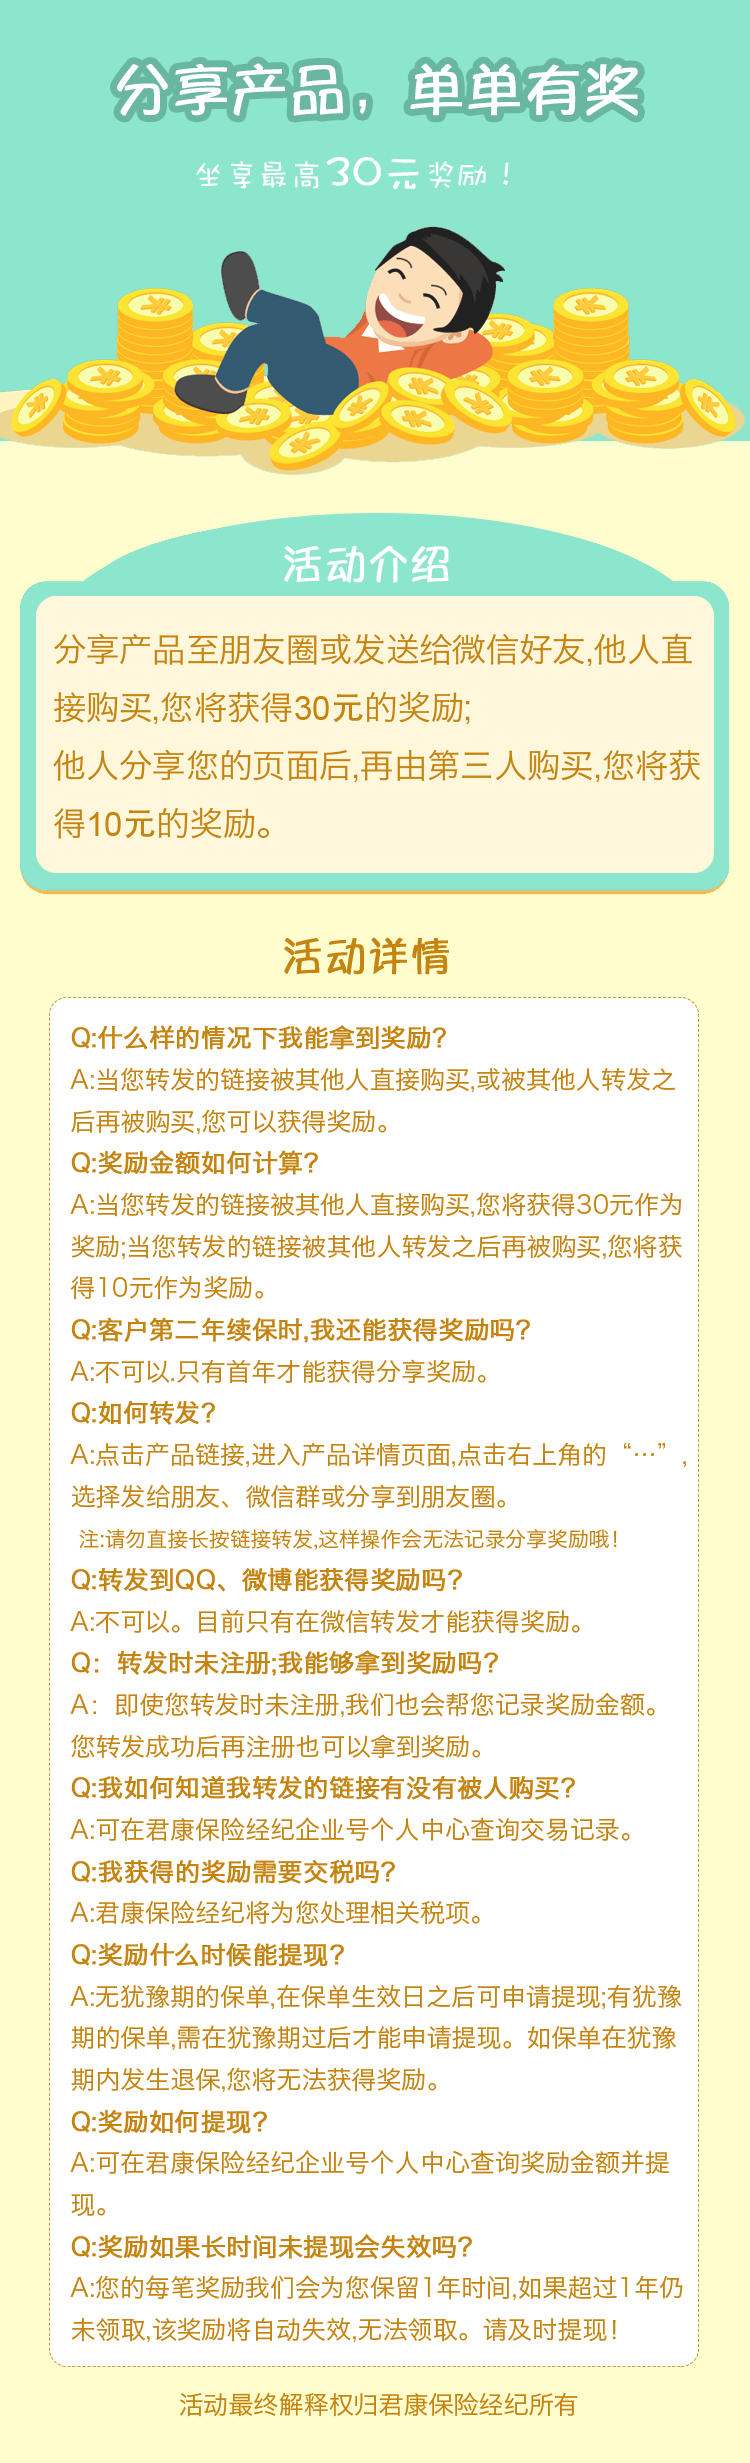 分享产品，单单有奖
坐享最高30元奖励！
活动介绍
分享产品至朋友圈或发送给微信好友,他人直
接购买,您将获得30元的奖励;
他人分享您的页面后,再由第三人购买,您将获
得10元的奖励。
活动详情
Q:什么样的情况下我能拿到奖励?
A:当您转发的链接被其他人直接购买,或被其他人转发之
后再被购买,您可以获得奖励。
Q:奖励金额如何计算?
A:当您转发的链接被其他人直接购买,您将获得30元作为
奖励;当您转发的链接被其他人转发之后再被购买,您将获
得10元作为奖励。
Q:客户第二年续保时,我还能获得奖励吗?
A:不可以.只有首年才能获得分享奖励。
Q:如何转发?
A:点击产品链接,进入产品详情页面,点击右上角的“…”,
选择发给朋友、微信群或分享到朋友圈。
注:请勿直接长按链接转发,这样操作会无法记录分享奖励哦!
Q:转发到QQ、微博能获得奖励吗?
A:不可以。目前只有在微信转发才能获得奖励。
Q：转发时未注册;我能够拿到奖励吗?
A：即使您转发时未注册,我们也会帮您记录奖励金额。
您转发成功后再注册也可以拿到奖励。
Q:我如何知道我转发的链接有没有被人购买?
A:可在君康保险经纪企业号个人中心查询交易记录。
Q:我获得的奖励需要交税吗?
A:君康保险经纪将为您处理相关税项。
Q:奖励什么时候能提现?
A:无犹豫期的保单,在保单生效日之后可申请提现;有犹豫
期的保单,需在犹豫期过后才能申请提现。如保单在犹豫
期内发生退保,您将无法获得奖励。
Q:奖励如何提现?
A:可在君康保险经纪企业号个人中心查询奖励金额并提
现。
Q:奖励如果长时间未提现会失效吗?
A:您的每笔奖励我们会为您保留1年时间,如果超过1年仍
未领取,该奖励将自动失效,无法领取。请及时提现!
活动最终解释权归君康保险经纪所有